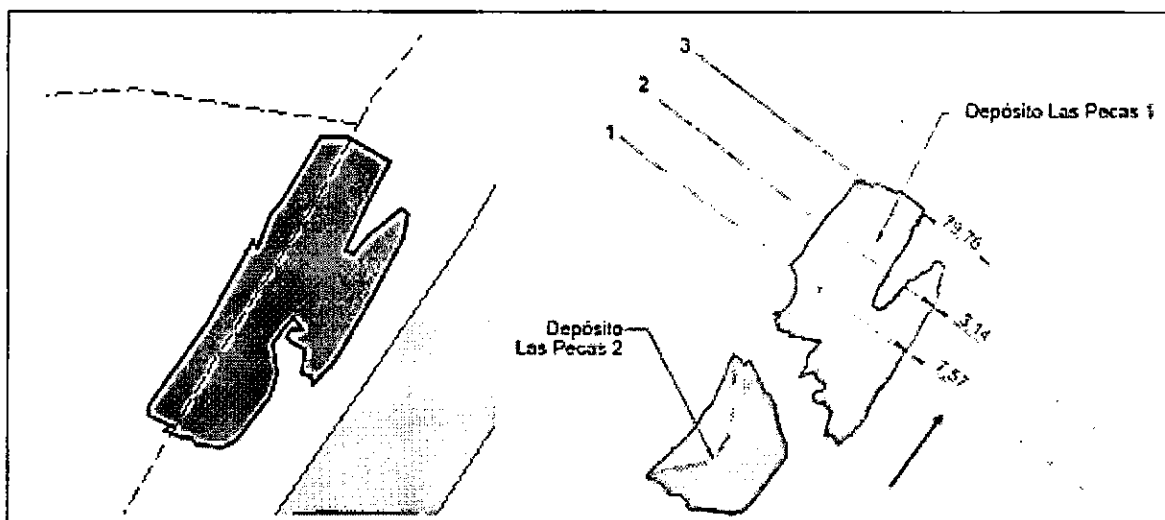 3
2
1
Depósito Las Pecas 1
79,76
3,14
7,57
Depósito
Las Pecas 2